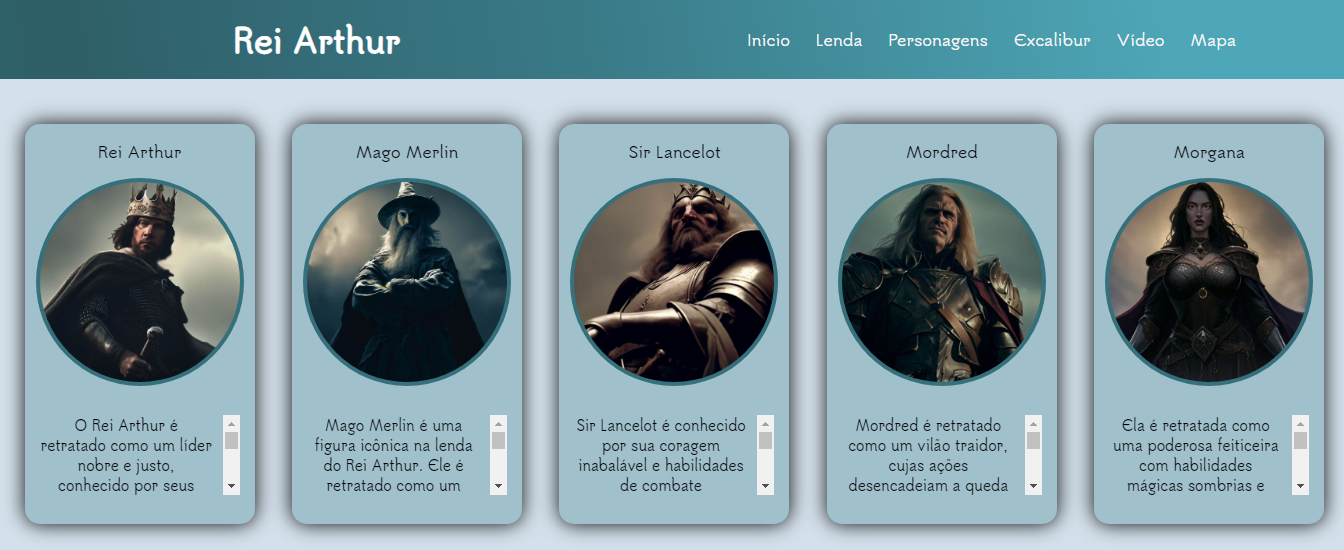 Rei Arthur
Início Lenda Personagens Excalibur Vídeo Mapa
Rei Arthur
O Rei Arthur é
retratado como um líder
nobre e justo,
conhecido por seus
Mago Merlin
Mago Merlin é uma
figura icônica na lenda
do Rei Arthur. Ele é
retratado como um
Sir Lancelot
Sir Lancelot é conhecido
por sua coragem
inabalável e habilidades
de combate
Mordred
Mordred é retratado
como um vilão traidor,
cujas ações
desencadeiam a queda
Morgana
Ela é retratada como
uma poderosa feiticeira
com habilidades
mágicas sombrias e